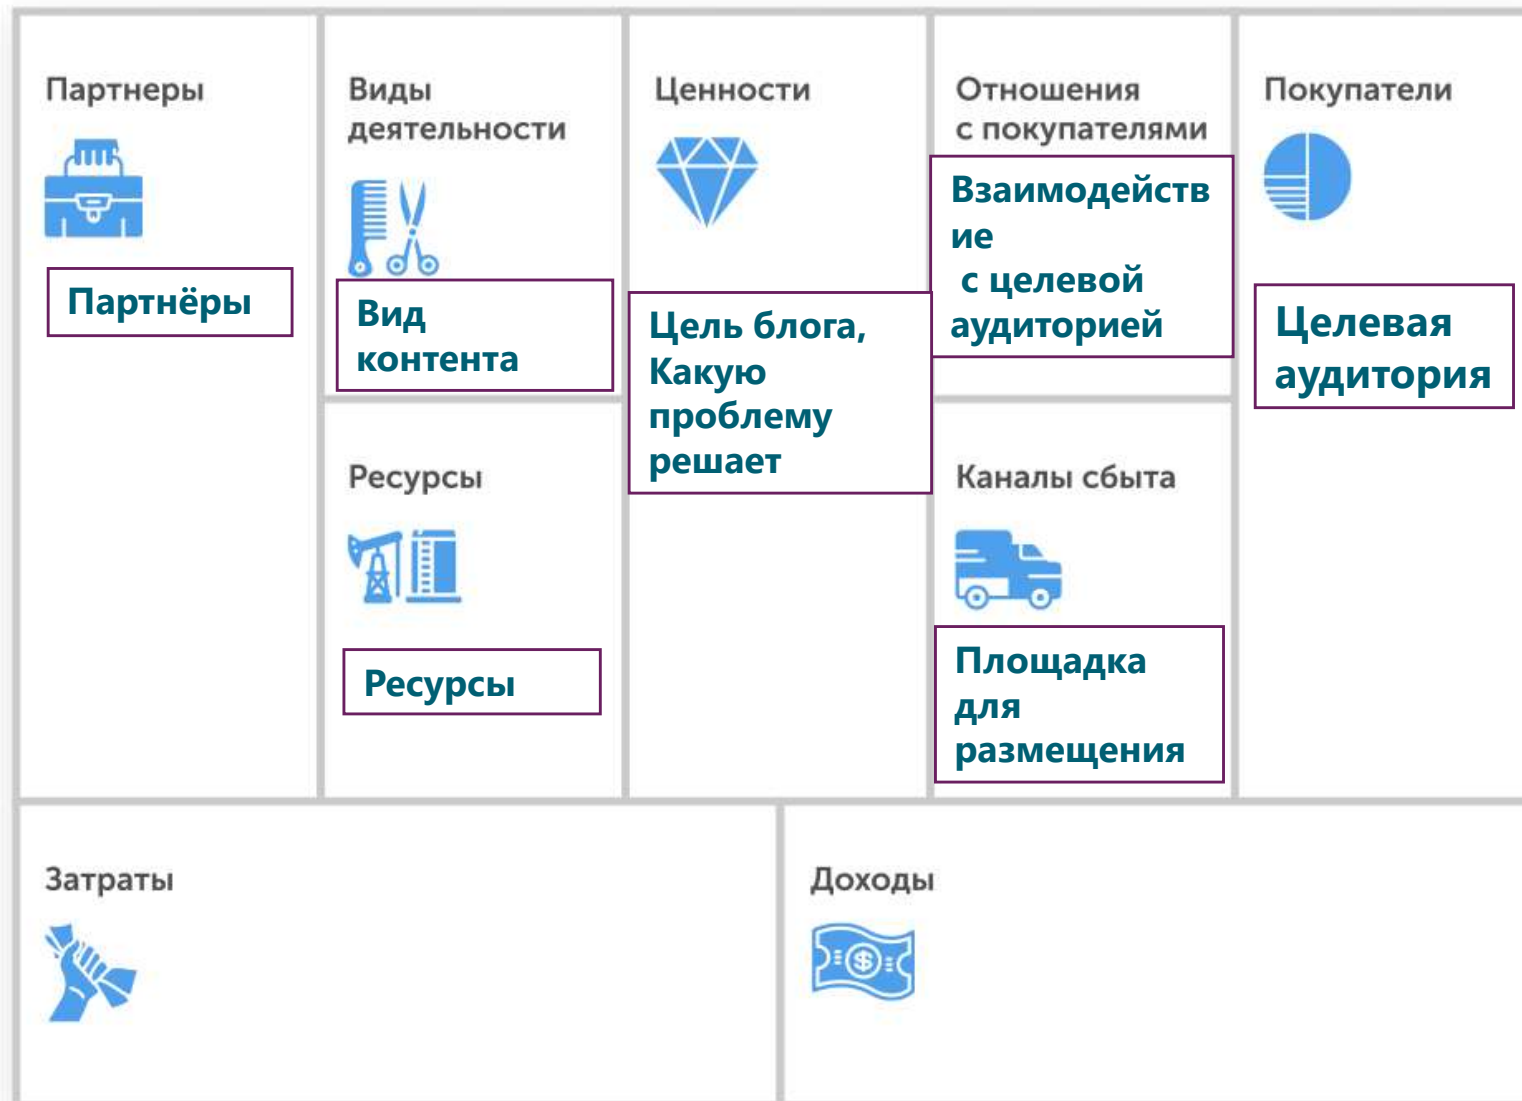 Партнеры
Партнёры
Виды
деятельности
Вид
контента
Ресурсы
Ресурсы
Ценности
Цель блога,
Какую
проблему
решает
Отношения
с покупателями
Взаимодейств
ие
с целевой
аудиторией
Каналы сбыта
Площадка
для
размещения
Покупатели
Целевая
аудитория
Затраты
Доходы
$